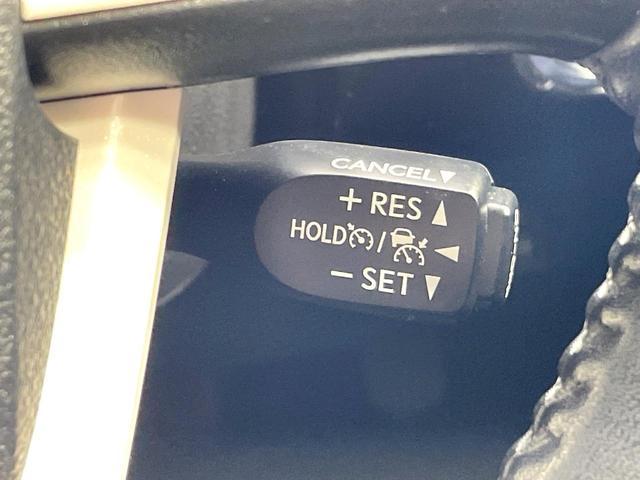 CANCEL▼
+ RES ▲
HOLD / ◀
− SET ▼